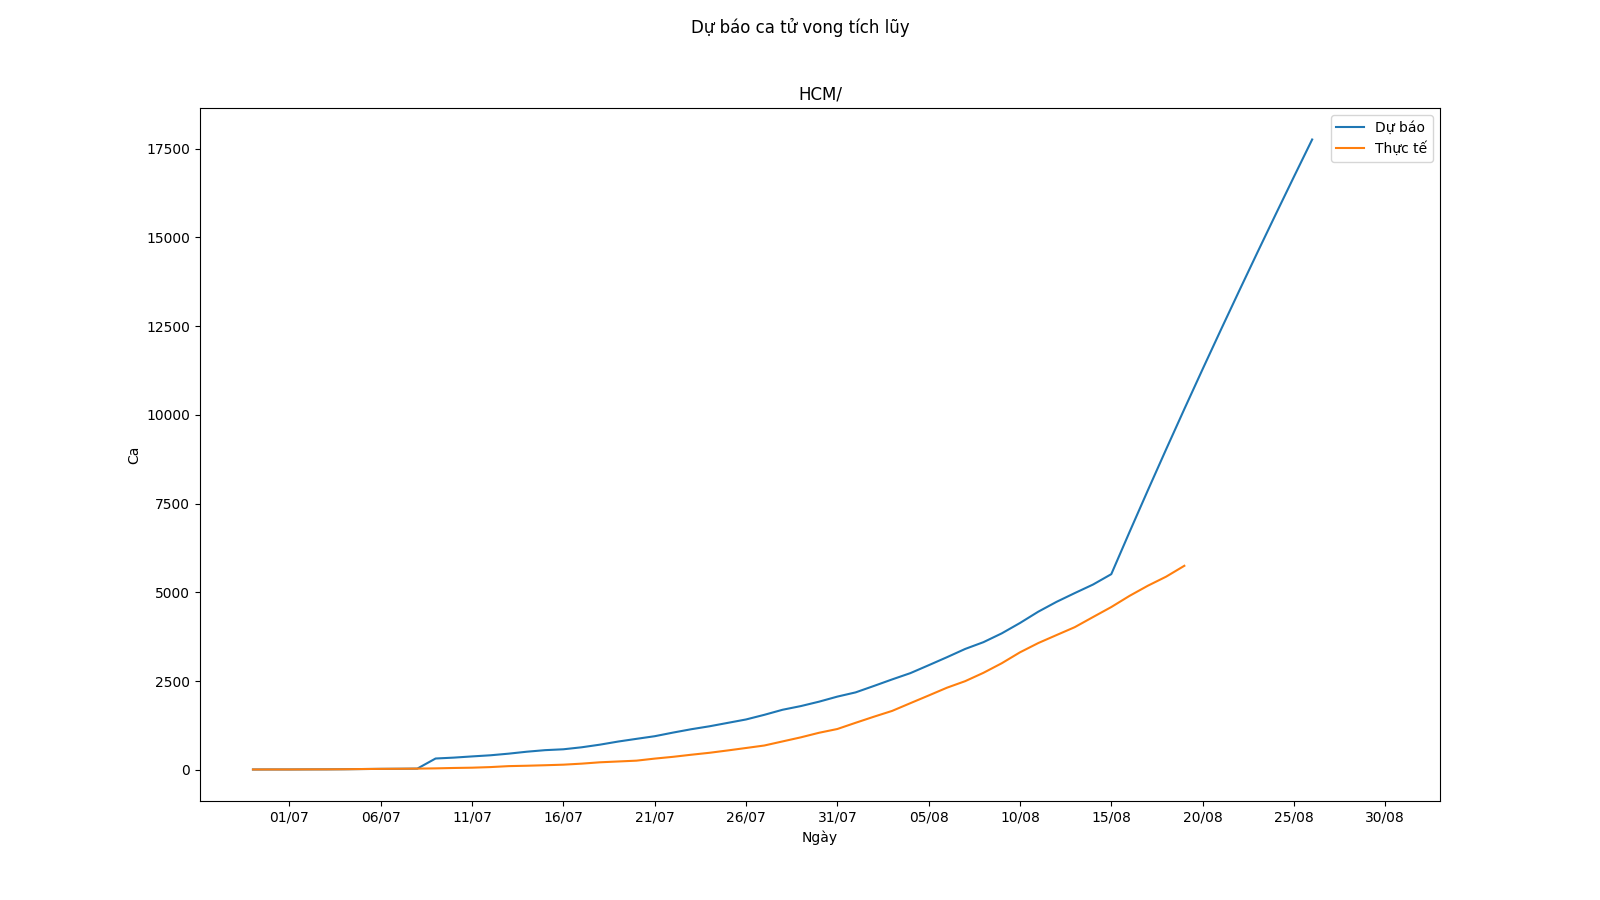 Dự báo ca tử vong tích lũy
HCM/
Dự báo
Thực tế
17500
15000
12500
10000
7500
5000
2500
0
Ca
01/07 06/07 11/07 16/07 21/07 26/07 31/07 05/08 10/08 15/08 20/08 25/08 30/08
Ngày